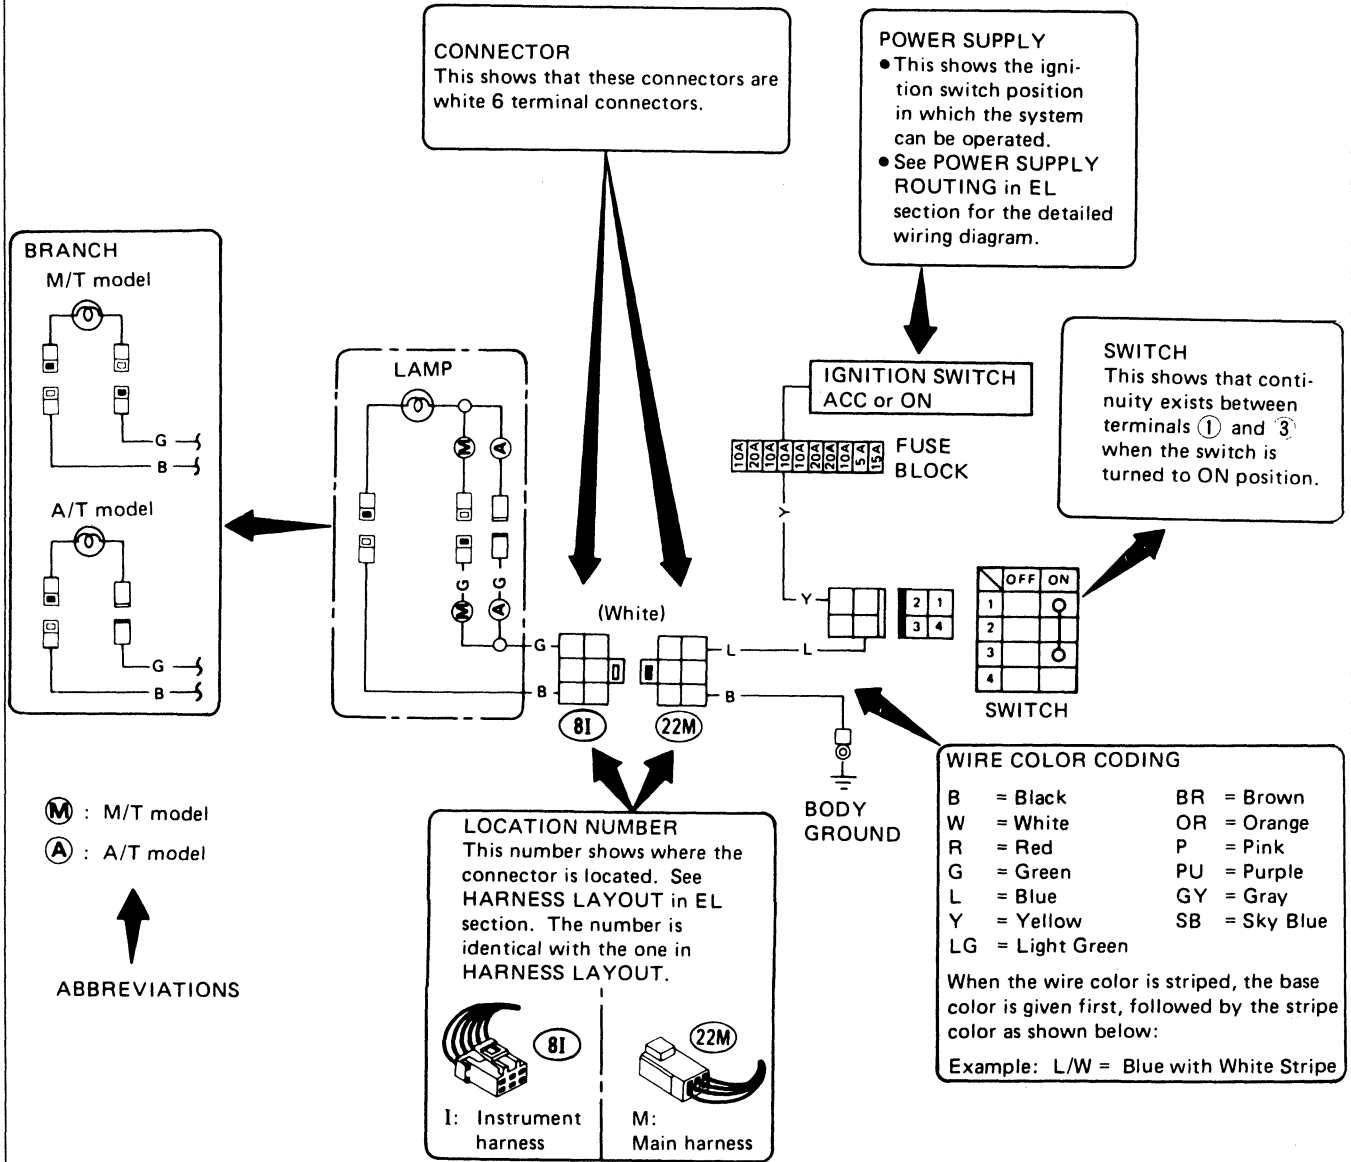 CONNECTOR
This shows that these connectors are
white 6 terminal connectors.
POWER SUPPLY
● This shows the igni-
tion switch position
in which the system
can be operated.
● See POWER SUPPLY
ROUTING in EL
section for the detailed
wiring diagram.
BRANCH
M/T model
G
B
A/T model
G
B
LAMP
M
A
G
G
M
A
G
B
(White)
8I
22M
L
L
B
IGNITION SWITCH
ACC or ON
10A
20A
10A
10A
10A
20A
20A
10A
5A
15A
FUSE
BLOCK
Y
Y
2 1
3 4
SWITCH
This shows that conti-
nuity exists between
terminals ① and ③
when the switch is
turned to ON position.
OFF ON
1
2
3
4
SWITCH
BODY
GROUND
M : M/T model
A : A/T model
ABBREVIATIONS
LOCATION NUMBER
This number shows where the
connector is located. See
HARNESS LAYOUT in EL
section. The number is
identical with the one in
HARNESS LAYOUT.
8I
22M
I: Instrument
harness
M:
Main harness
WIRE COLOR CODING
B = Black BR = Brown
W = White OR = Orange
R = Red P = Pink
G = Green PU = Purple
L = Blue GY = Gray
Y = Yellow SB = Sky Blue
LG = Light Green
When the wire color is striped, the base
color is given first, followed by the stripe
color as shown below:
Example: L/W = Blue with White Stripe